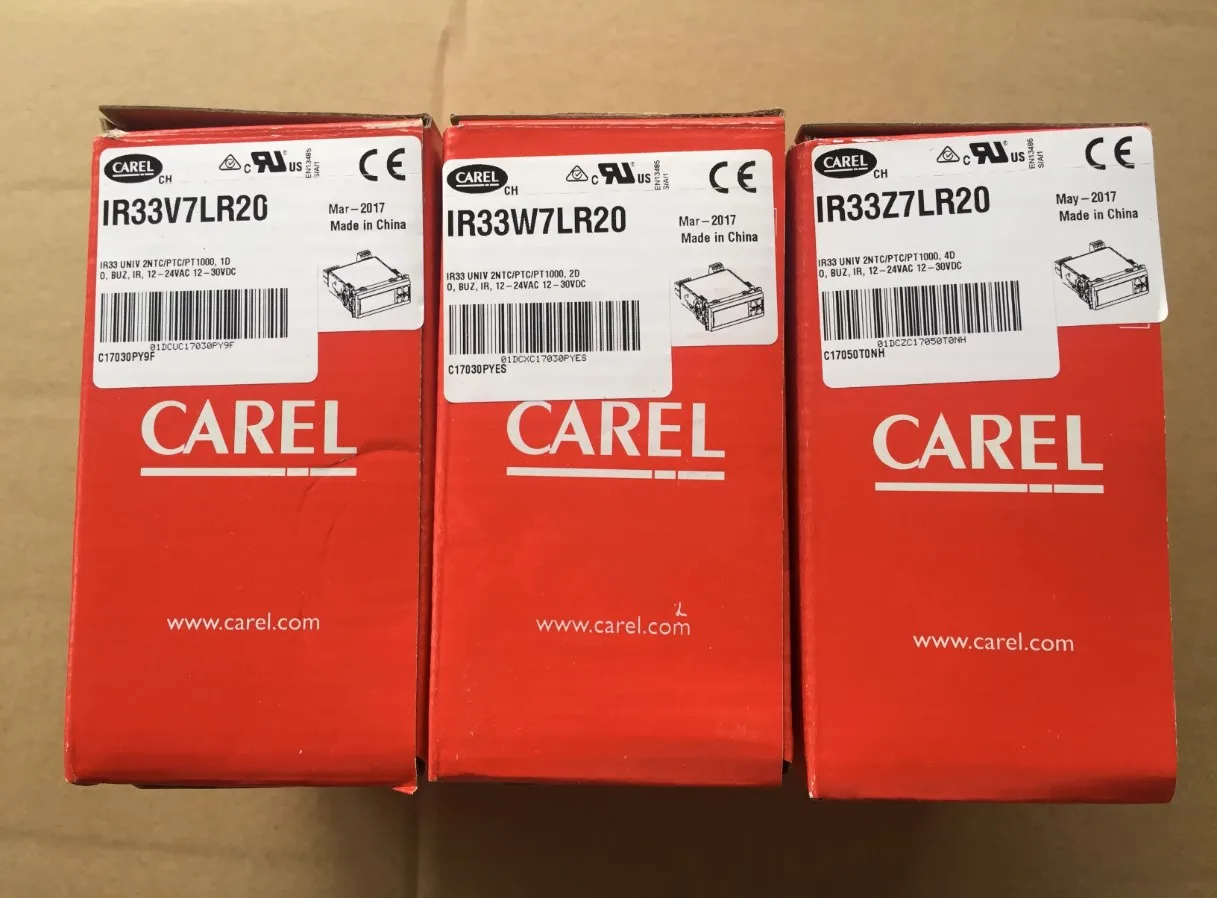 CAREL
CH
C US
EN13485
S/A/1
CE
IR33V7LR20
Mar-2017
Made in China
IR33 UNIV 2NTC/PTC/PT1000, 1D
O, BUZ, IR, 12-24VAC 12-30VDC
01DCUC17030PY9F
C17030PY9F
CAREL
www.carel.com
CAREL
CH
C US
EN13485
S/A/1
CE
IR33W7LR20
Mar-2017
Made in China
IR33 UNIV 2NTC/PTC/PT1000, 2D
O, BUZ, IR, 12-24VAC 12-30VDC
01DCXC17030PYES
C17030PYES
CAREL
www.carel.com
CAREL
CH
C US
EN13485
S/A/1
CE
IR33Z7LR20
May-2017
Made in China
IR33 UNIV 2NTC/PTC/PT1000, 4D
O, BUZ, IR, 12-24VAC 12-30VDC
01DCZC17050T0NH
C17050T0NH
CAREL
www.carel.com